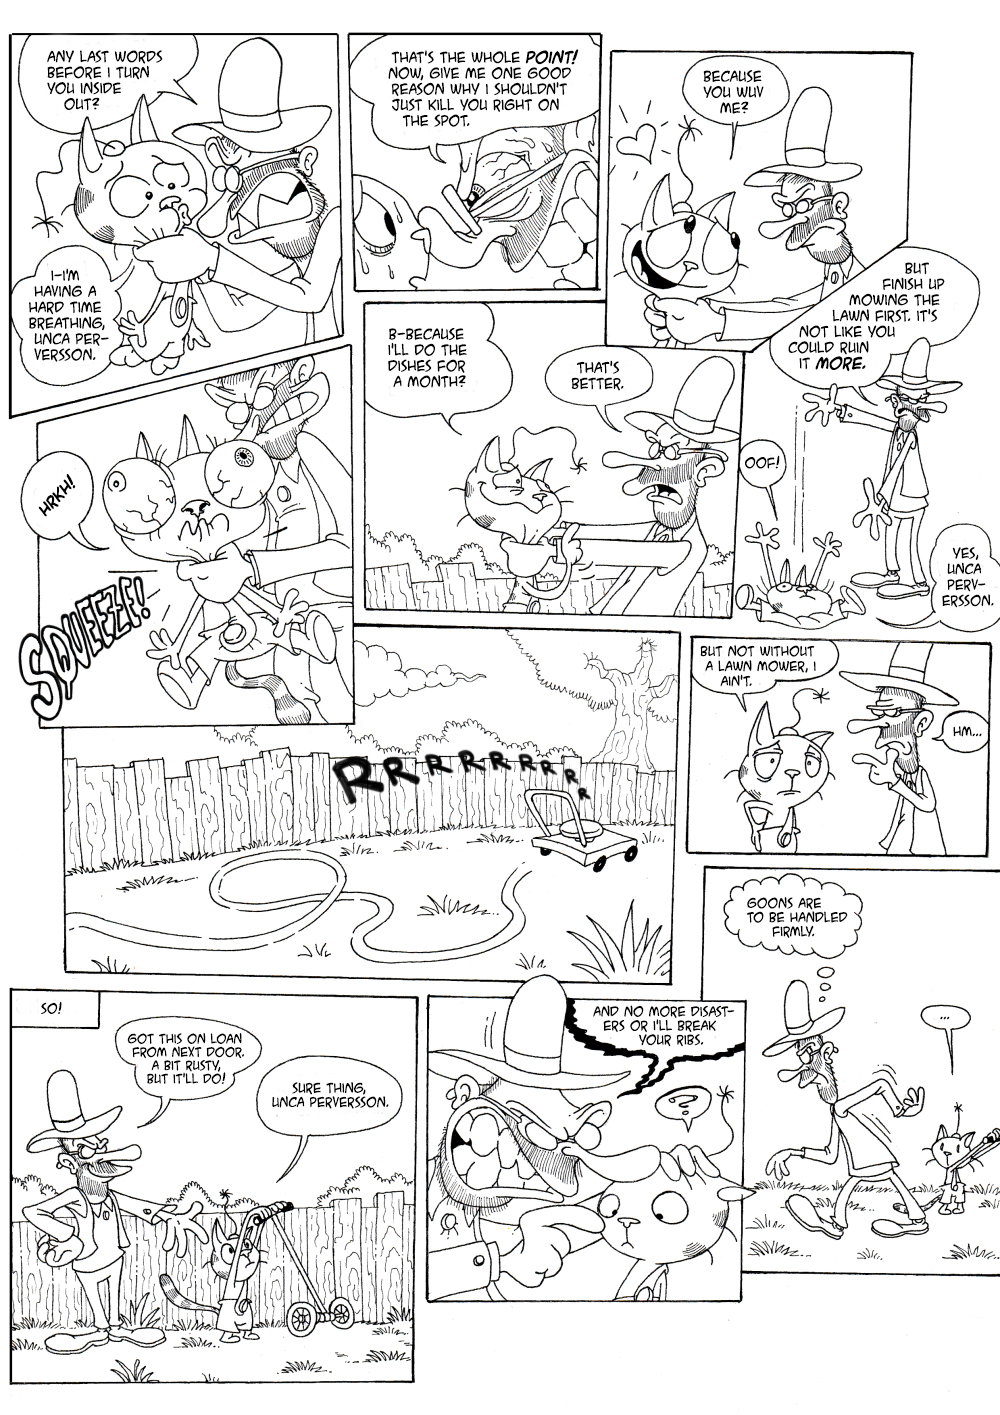 ANY LAST WORDS
BEFORE I TURN
YOU INSIDE
OUT?
I-I'M
HAVING A
HARD TIME
BREATHING,
UNCA PER-
VERSSON.
THAT'S THE WHOLE POINT!
NOW, GIVE ME ONE GOOD
REASON WHY I SHOULDN'T
JUST KILL YOU RIGHT ON
THE SPOT.
BECAUSE
YOU WUV
ME?
HRKH!
SQUEEZE!
B-BECAUSE
I'LL DO THE
DISHES FOR
A MONTH?
THAT'S
BETTER.
BUT
FINISH UP
MOWING THE
LAWN FIRST. IT'S
NOT LIKE YOU
COULD RUIN
IT MORE.
OOF!
YES,
UNCA
PERV-
ERSSON.
RRRRRRRRR
BUT NOT WITHOUT
A LAWN MOWER, I
AIN'T.
HM...
SO!
GOT THIS ON LOAN
FROM NEXT DOOR.
A BIT RUSTY,
BUT IT'LL DO!
SURE THING,
UNCA PERVERSSON.
AND NO MORE DISAST-
ERS OR I'LL BREAK
YOUR RIBS.
?
GOONS ARE
TO BE HANDLED
FIRMLY.
...